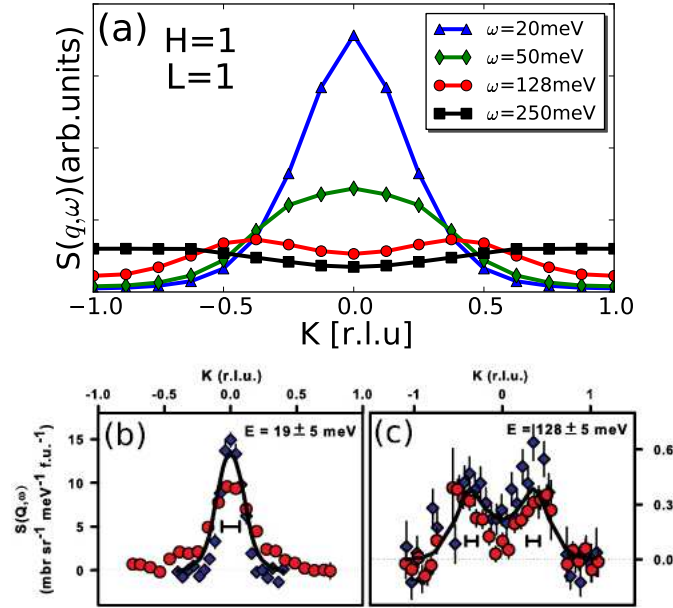 (a)
H=1
L=1
ω=20meV
ω=50meV
ω=128meV
ω=250meV
S(q,ω)(arb.units)
−1.0 −0.5 0.0 0.5 1.0
K [r.l.u]
K (r.l.u.)
-1.0 -0.5 0.0 0.5 1.0
(b)
E = 19 ± 5 meV
15
10
5
0
S(Q,ω)
(mbr sr⁻¹ meV⁻¹ f.u.⁻¹)
K (r.l.u.)
-1 0 1
(c)
E = 128 ± 5 meV
0.6
0.3
0.0